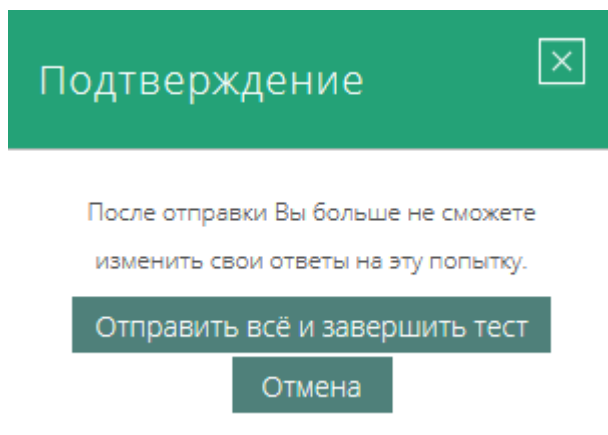 Подтверждение
После отправки Вы больше не сможете
изменить свои ответы на эту попытку.
Отправить всё и завершить тест
Отмена